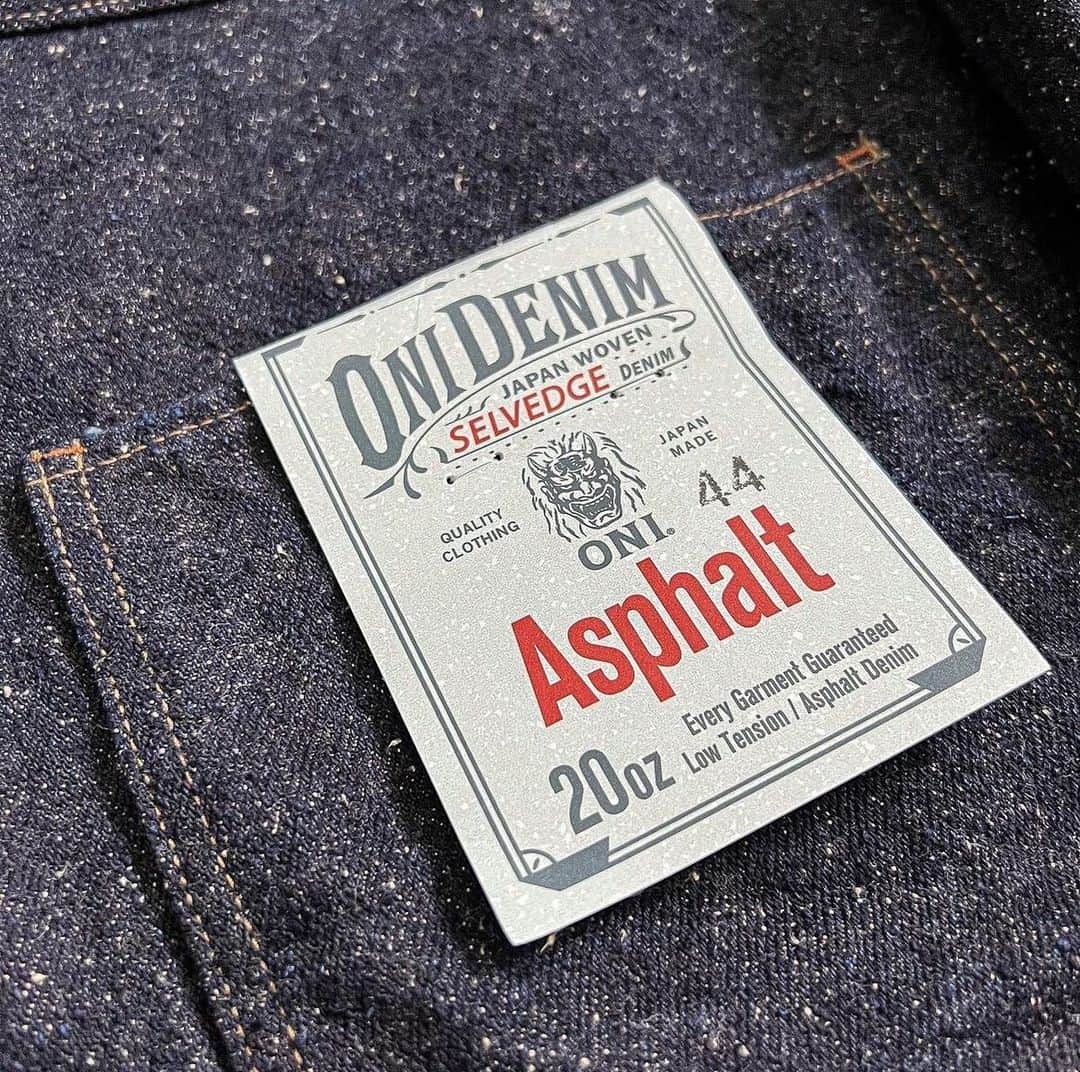 ONI DENIM
JAPAN WOVEN
SELVEDGE DENIM
QUALITY
CLOTHING
JAPAN
MADE
44
ONI®
Asphalt
20oz
Every Garment Guaranteed
Low Tension / Asphalt Denim